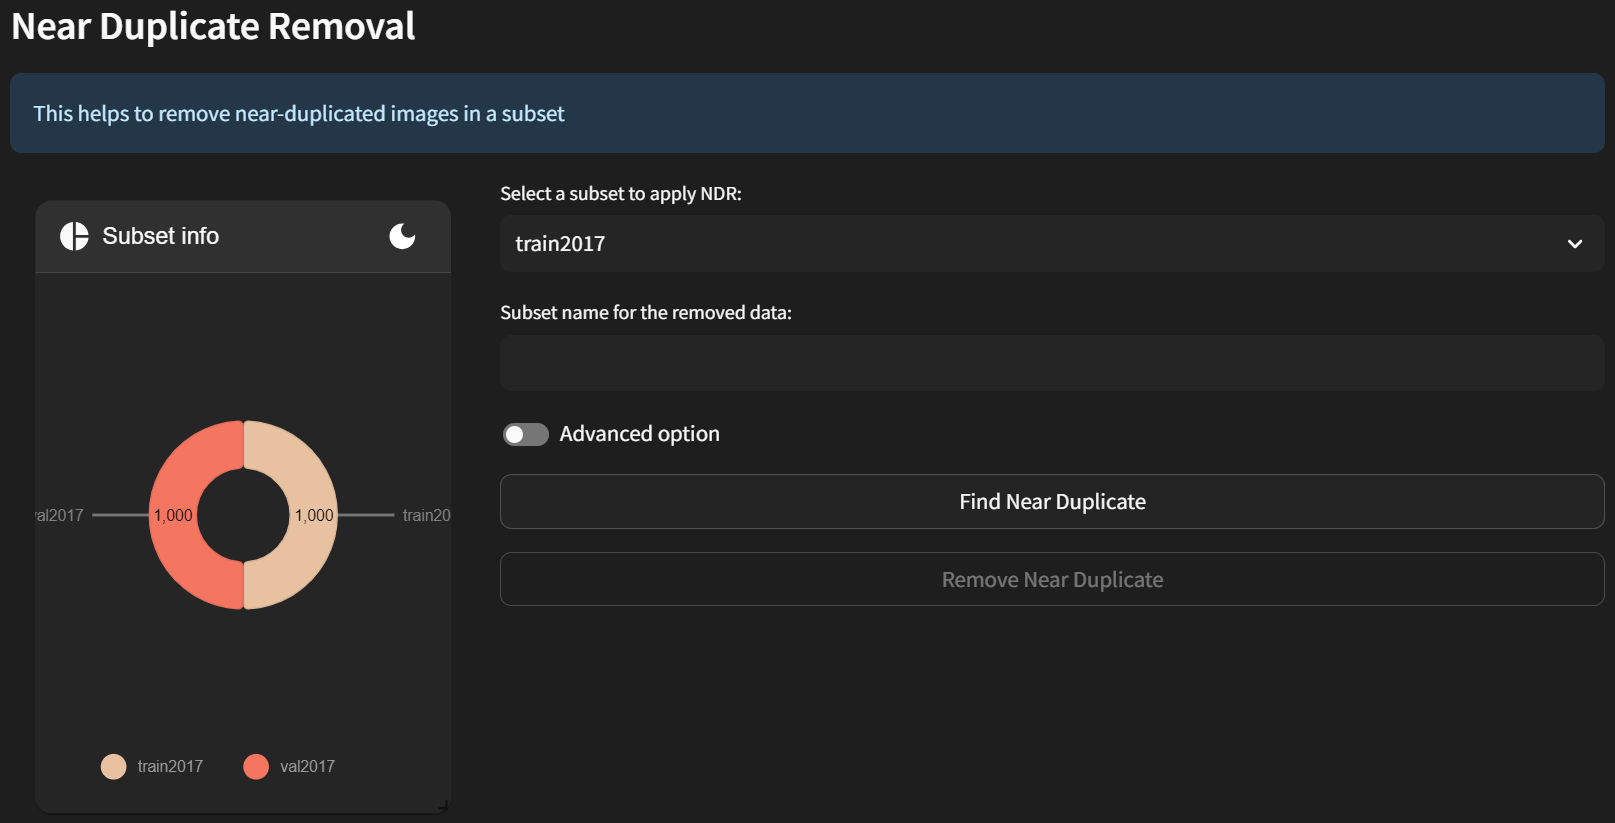 Near Duplicate Removal
This helps to remove near-duplicated images in a subset
Subset info
al2017
1,000
1,000
train20
train2017
val2017
Select a subset to apply NDR:
train2017
Subset name for the removed data:
Advanced option
Find Near Duplicate
Remove Near Duplicate